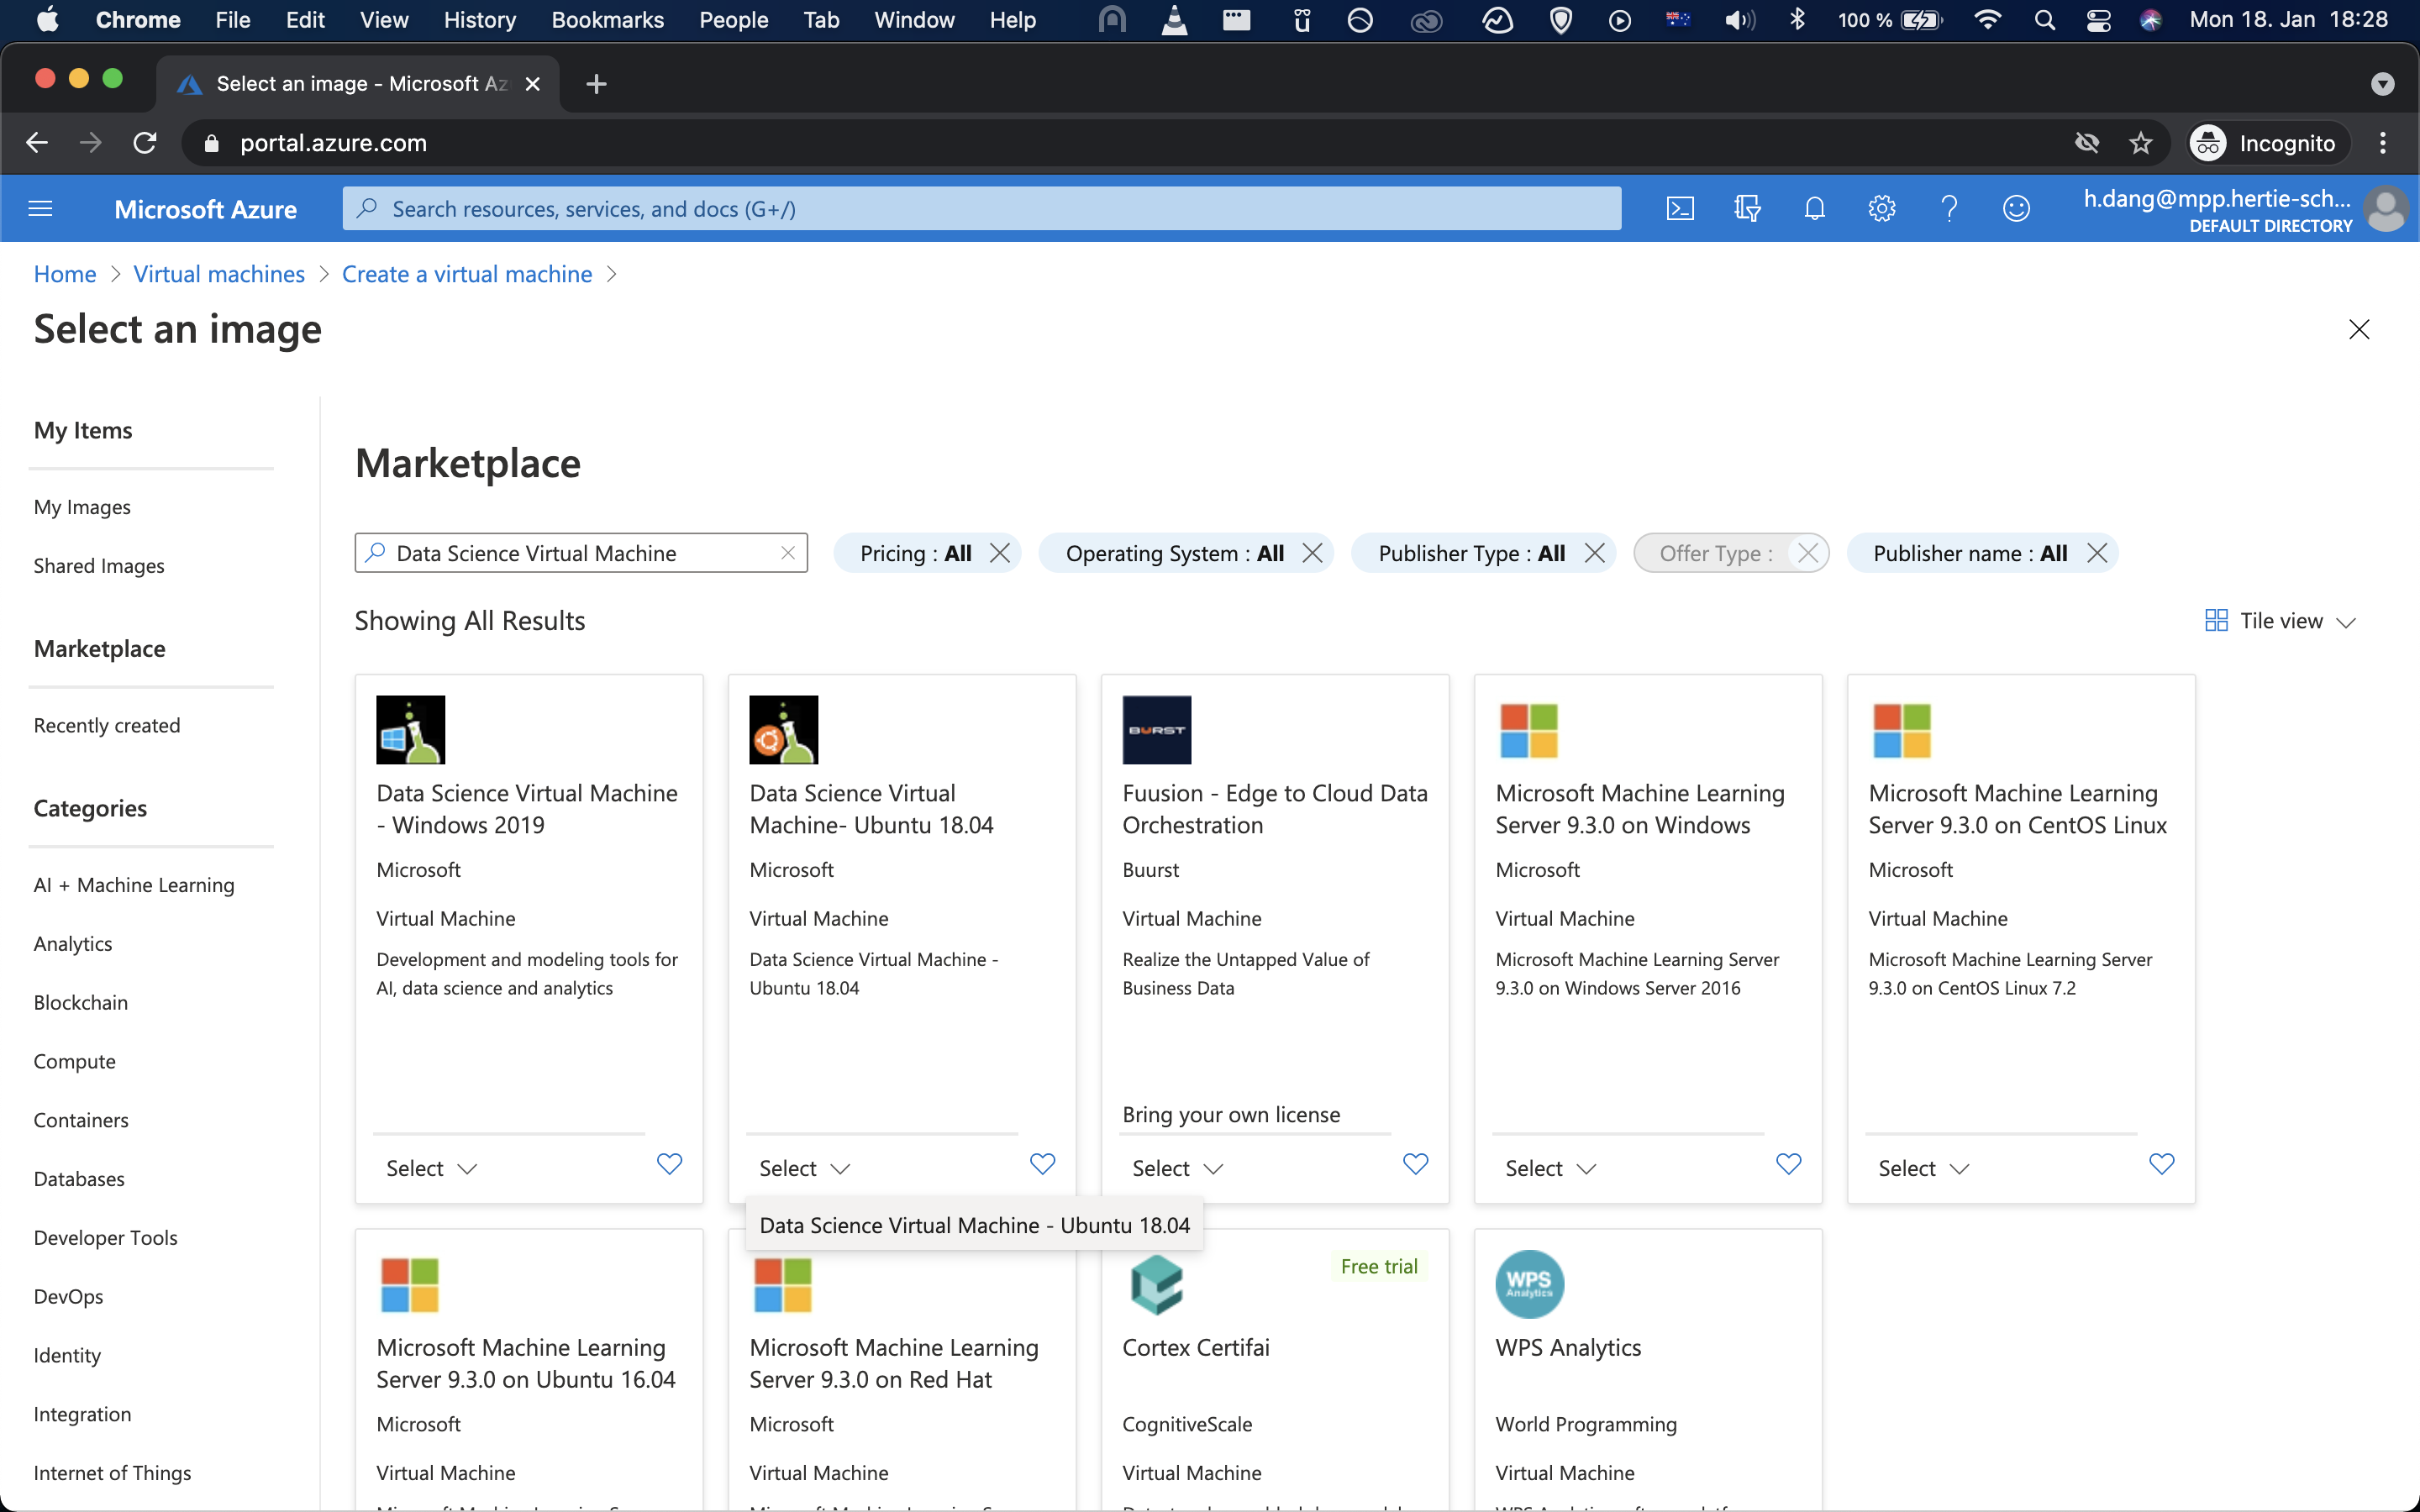 Chrome File Edit View History Bookmarks People Tab Window Help 100 % Mon 18. Jan 18:28
Select an image - Microsoft Az
portal.azure.com Incognito
Microsoft Azure Search resources, services, and docs (G+/) h.dang@mpp.hertie-sch...
DEFAULT DIRECTORY
Home > Virtual machines > Create a virtual machine >
Select an image
My Items
My Images
Shared Images
Marketplace
Recently created
Categories
AI + Machine Learning
Analytics
Blockchain
Compute
Containers
Databases
Developer Tools
DevOps
Identity
Integration
Internet of Things
Marketplace
Data Science Virtual Machine Pricing : All Operating System : All Publisher Type : All Offer Type : Publisher name : All
Showing All Results Tile view
Data Science Virtual Machine
- Windows 2019
Microsoft
Virtual Machine
Development and modeling tools for
AI, data science and analytics
Select
Data Science Virtual
Machine- Ubuntu 18.04
Microsoft
Virtual Machine
Data Science Virtual Machine -
Ubuntu 18.04
Select
Data Science Virtual Machine - Ubuntu 18.04
BURST
Fuusion - Edge to Cloud Data
Orchestration
Buurst
Virtual Machine
Realize the Untapped Value of
Business Data
Bring your own license
Select
Microsoft Machine Learning
Server 9.3.0 on Windows
Microsoft
Virtual Machine
Microsoft Machine Learning Server
9.3.0 on Windows Server 2016
Select
Microsoft Machine Learning
Server 9.3.0 on CentOS Linux
Microsoft
Virtual Machine
Microsoft Machine Learning Server
9.3.0 on CentOS Linux 7.2
Select
Microsoft Machine Learning
Server 9.3.0 on Ubuntu 16.04
Microsoft
Virtual Machine
Microsoft Machine Learning
Server 9.3.0 on Red Hat
Microsoft
Virtual Machine
Free trial
Cortex Certifai
CognitiveScale
Virtual Machine
WPS
Analytics
WPS Analytics
World Programming
Virtual Machine